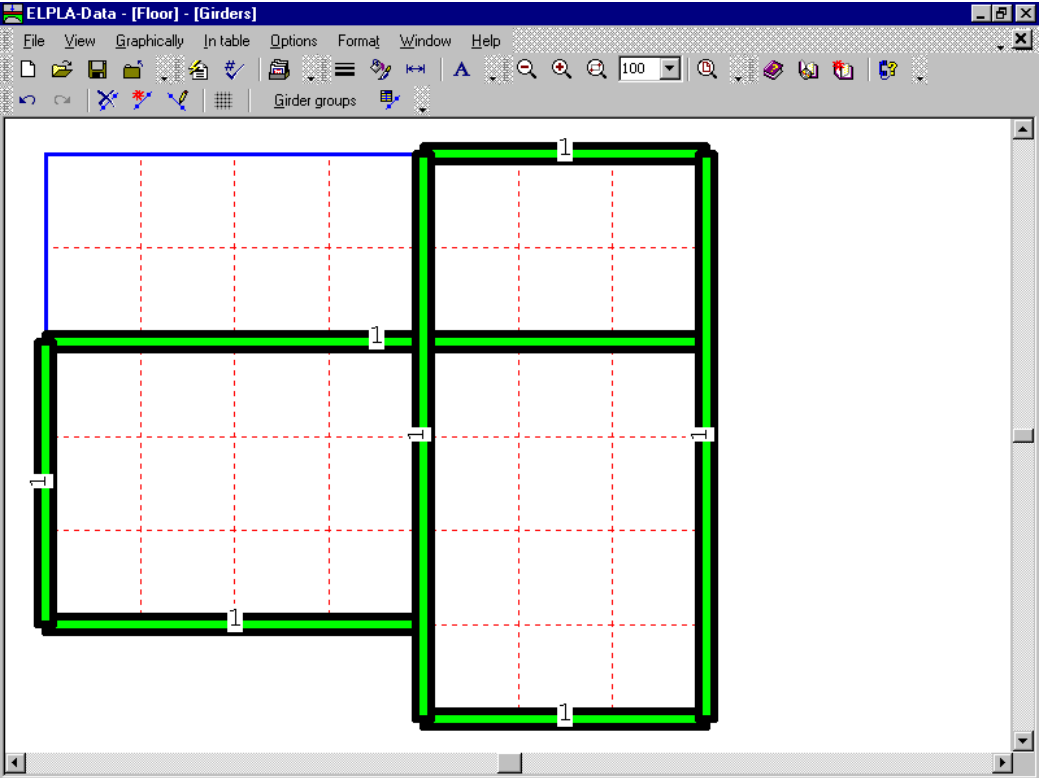 ELPLA-Data - [Floor] - [Girders]
File View Graphically In table Options Format Window Help
A 100
Girder groups
1
1
1 1
1
1
1